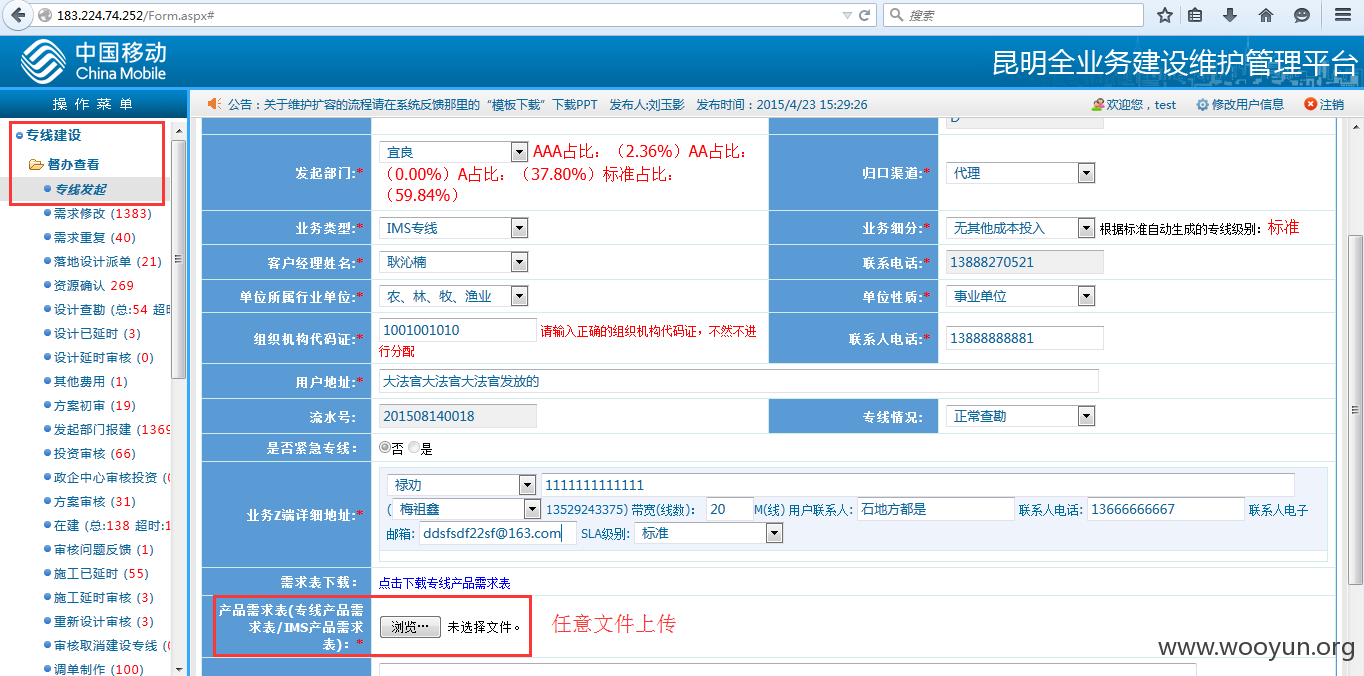 183.224.74.252/Form.aspx#
搜索
中国移动
China Mobile
昆明全业务建设维护管理平台
操 作 菜 单
公告：关于维护扩容的流程请在系统反馈那里的“模板下载”下载PPT 发布人:刘玉影 发布时间：2015/4/23 15:29:26
欢迎您，test
修改用户信息
注销
专线建设
督办查看
专线发起
需求修改 (1383)
需求重复 (40)
落地设计派单 (21)
资源确认 269
设计查勘 (总:54 超时
设计已延时 (3)
设计延时审核 (0)
其他费用 (1)
方案初审 (19)
发起部门报建 (1369
投资审核 (66)
政企中心审核投资 (
方案审核 (31)
在建 (总:138 超时:1
审核问题反馈 (1)
施工已延时 (55)
施工延时审核 (3)
重新设计审核 (3)
审核取消建设专线 (
调单制作 (100)
发起部门:* 宜良 AAA占比：（2.36%）AA占比：
（0.00%）A占比：（37.80%）标准占比：
（59.84%）
归口渠道:* 代理
业务类型:* IMS专线
业务细分:* 无其他成本投入 根据标准自动生成的专线级别：标准
客户经理姓名:* 耿沁楠
联系电话:* 13888270521
单位所属行业单位:* 农、林、牧、渔业
单位性质:* 事业单位
组织机构代码证:* 1001001010 请输入正确的组织机构代码证，不然不进
行分配
联系人电话:* 13888888881
用户地址:* 大法官大法官大法官发放的
流水号: 201508140018
专线情况: 正常查勘
是否紧急专线: 否 是
业务Z端详细地址:* 禄劝 1111111111111
( 梅祖鑫 13529243375) 带宽(线数): 20 M(线) 用户联系人: 石地方都是 联系人电话: 13666666667 联系人电子
邮箱: ddsfsdf22sf@163.com SLA级别: 标准
需求表下载: 点击下载专线产品需求表
产品需求表(专线产品需
求表/IMS产品需求
表): *
浏览… 未选择文件。
任意文件上传
www.wooyun.org